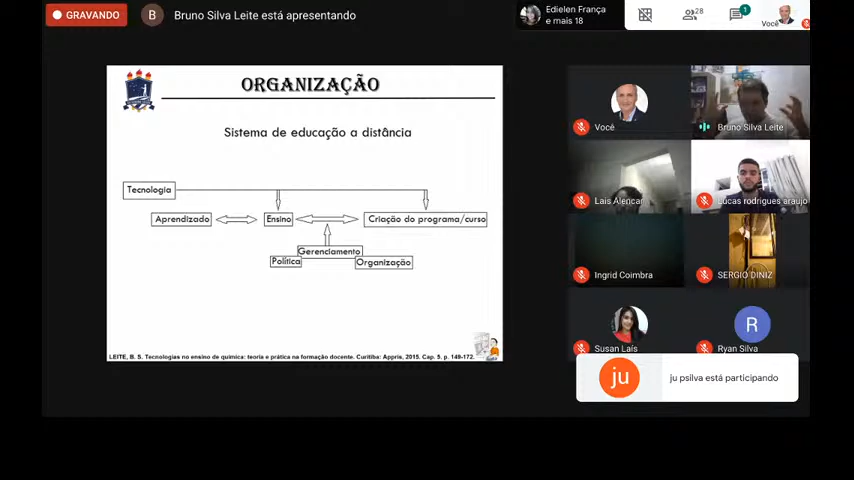 GRAVANDO
B
Bruno Silva Leite está apresentando
Edielen França
e mais 18
28
1
Você
ORGANIZAÇÃO
Sistema de educação a distância
Tecnologia
Aprendizado
Ensino
Criação do programa/curso
Gerenciamento
Política
Organização
LEITE, B. S. Tecnologias no ensino de química: teoria e prática na formação docente. Curitiba: Appris, 2015. Cap. 5. p. 149-172.
Você
Bruno Silva Leite
Lais Alencar
Lucas rodrigues araujo
Ingrid Coimbra
SERGIO DINIZ
R
Susan Laís
Ryan Silva
ju
ju psilva está participando